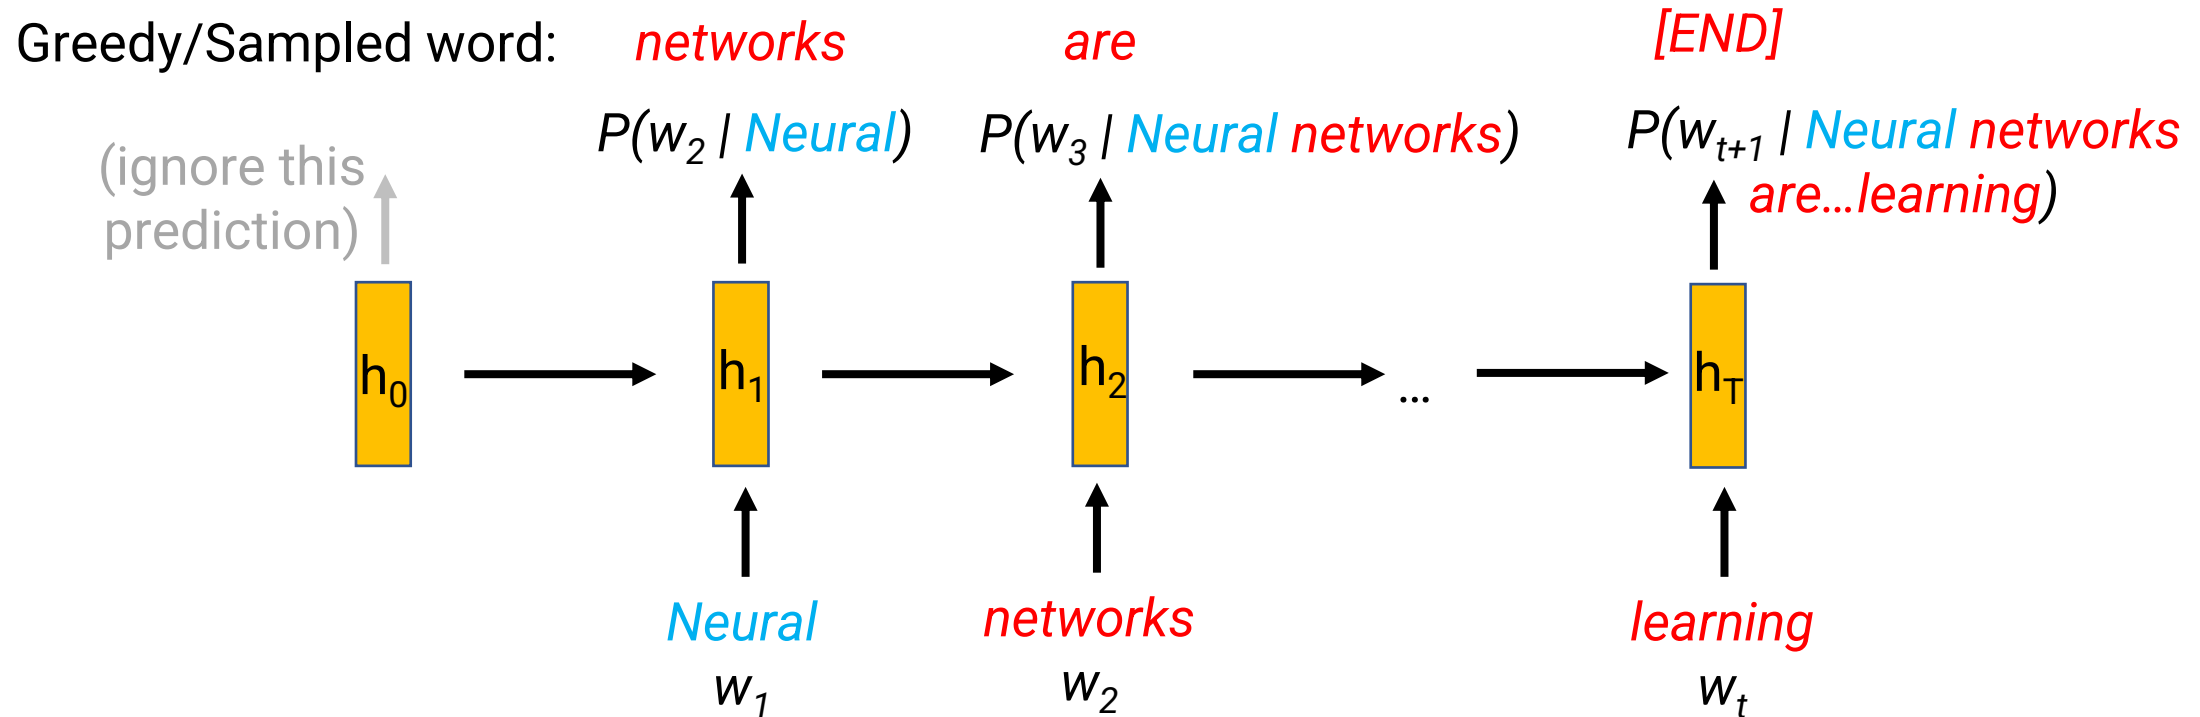 Greedy/Sampled word: networks are [END]
(ignore this prediction)
P(w2 | Neural)
P(w3 | Neural networks)
P(wt+1 | Neural networks
are...learning)
h0
h1
h2
...
hT
Neural
w1
networks
w2
learning
wt